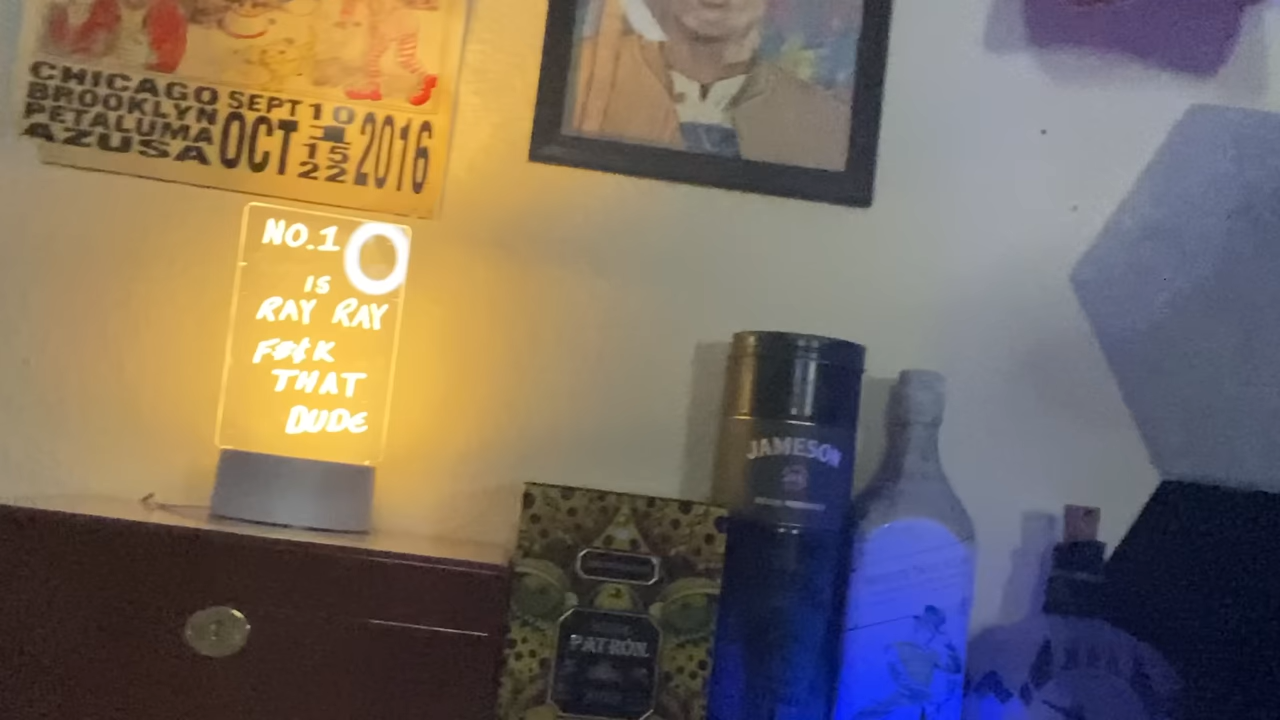 CHICAGO SEPT 10
BROOKLYN OCT 1
PETALUMA 15
AZUSA 22
2016
NO.1
IS
RAY RAY
F#¢K
THAT
DUDE
JAMESON
PATRÓN